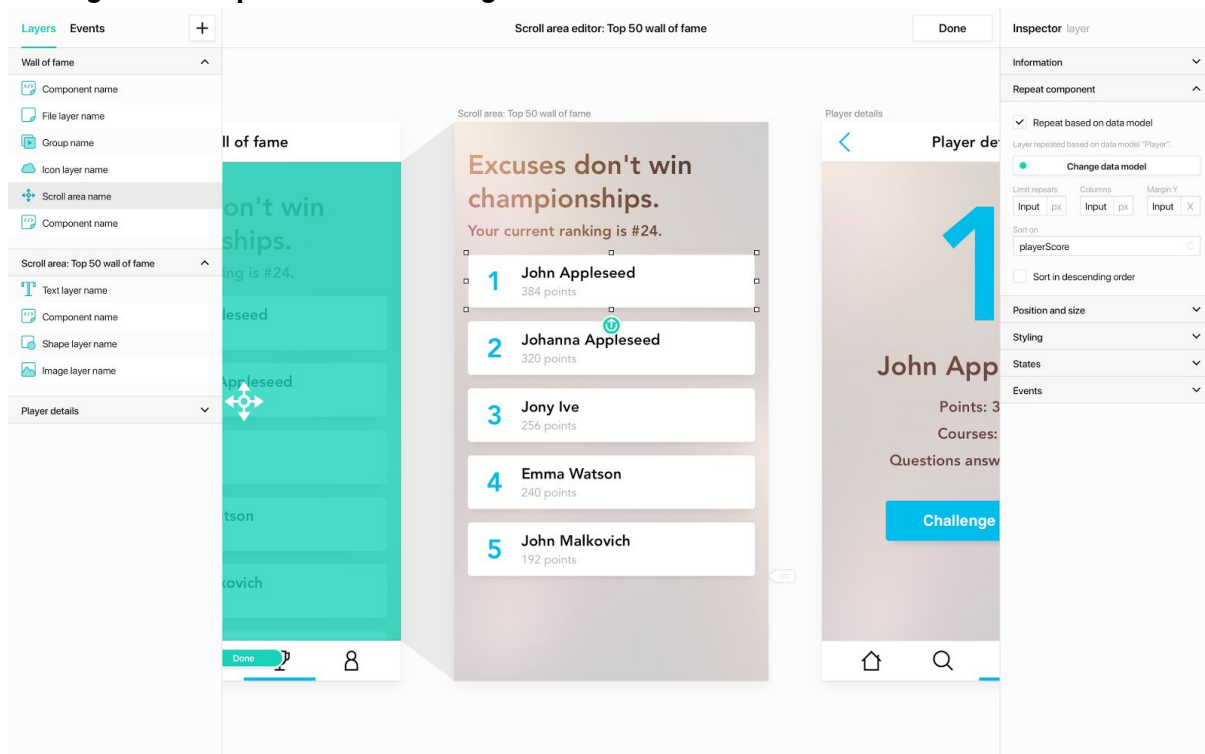 Layers Events +
Scroll area editor: Top 50 wall of fame
Done
Inspector layer
Wall of fame
Component name
File layer name
Group name
Icon layer name
Scroll area name
Component name
Scroll area: Top 50 wall of fame
Text layer name
Component name
Shape layer name
Image layer name
Player details
ll of fame
on't win
ships.
ing is #24.
leseed
Appleseed
tson
kovich
Done
Scroll area: Top 50 wall of fame
Excuses don't win
championships.
Your current ranking is #24.
1 John Appleseed
384 points
2 Johanna Appleseed
320 points
3 Jony Ive
256 points
4 Emma Watson
240 points
5 John Malkovich
192 points
Player details
Player de
1
John App
Points: 3
Courses:
Questions answ
Challenge
Information
Repeat component
Repeat based on data model
Layer repeated based on data model "Player".
Change data model
Limit repeats Columns Margin Y
Input px Input px Input X
Sort on
playerScore
Sort in descending order
Position and size
Styling
States
Events